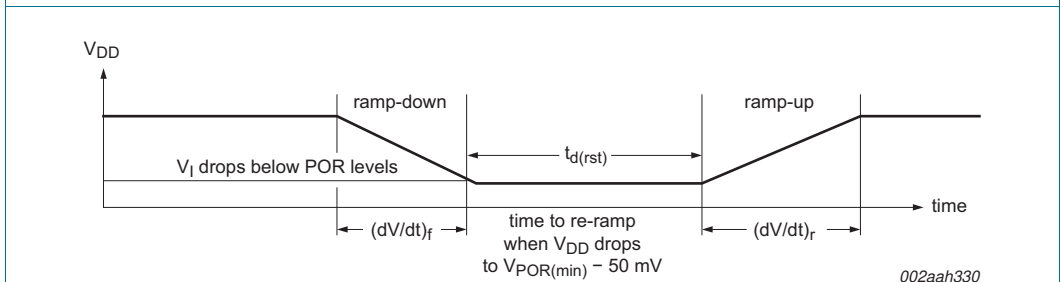 VDD
ramp-down
ramp-up
td(rst)
VI drops below POR levels
time
(dV/dt)f
time to re-ramp
when VDD drops
to VPOR(min) − 50 mV
(dV/dt)r
002aah330